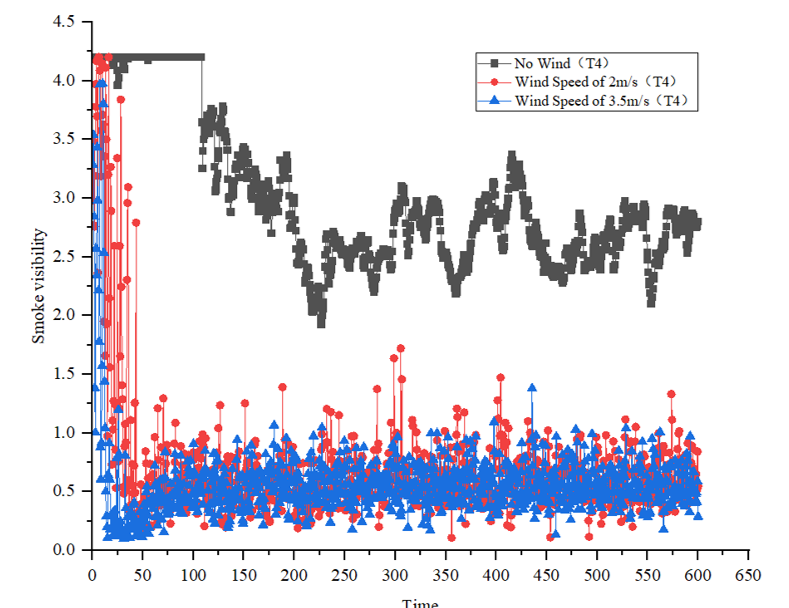 4.5
4.0
3.5
3.0
2.5
2.0
1.5
1.0
0.5
0.0
Smoke visibility
No Wind（T4）
Wind Speed of 2m/s（T4）
Wind Speed of 3.5m/s（T4）
0 50 100 150 200 250 300 350 400 450 500 550 600 650
Time